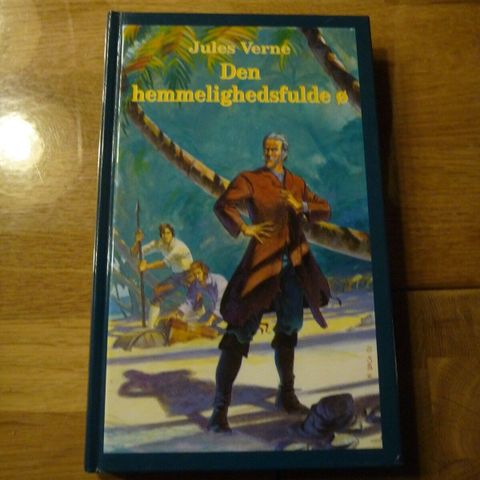 Jules Verne
Den
hemmelighedsfulde ø